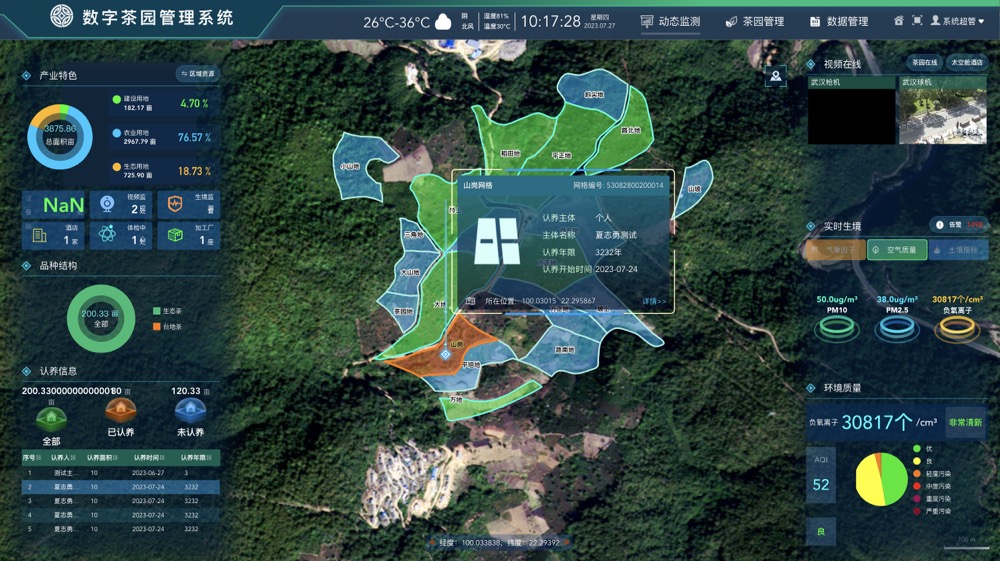 数字茶园管理系统
26°C-36°C
阴
北风
湿度81%
温度30°C
10:17:28
星期四
2023.07.27
动态监测
茶园管理
数据管理
系统超管
产业特色
区域资源
3875.86
总面积亩
建设用地
182.17 亩
4.70 %
农业用地
2967.79 亩
76.57 %
生态用地
725.90 亩
18.73 %
NaN
视频监
2
生境监
酒店
1 家
体检中
1
加工厂
1 座
品种结构
200.33 亩
全部
生态茶
台地茶
认养信息
200.33000000000001
亩
全部
80 亩
已认养
120.33 亩
未认养
序号 认养人 认养面积 认养时间 认养年限
1 测试主... 10 2023-06-27 3
2 夏志勇... 10 2023-07-24 3232
3 夏志勇... 10 2023-07-24 3232
4 夏志勇... 10 2023-07-24 3232
5 夏志勇... 10 2023-07-24 3232
小山地
稻田地
平正地
路北地
山坡
三角地
大山地
茶园地
大地
山岗
平坦地
路南地
方地
山岗网格
网格编号: 53082800200014
认养主体 个人
主体名称 夏志勇测试
认养年限 3232年
认养开始时间 2023-07-24
所在位置 100.03015 22.295867
详情>>
经度：100.033838，纬度：22.29392
视频在线
茶园在线
太空舱酒店
武汉枪机
武汉球机
实时生境
告警
气象因子
空气质量
土壤指标
50.0ug/m³
PM10
38.0ug/m³
PM2.5
30817个/cm³
负氧离子
环境质量
负氧离子 30817个 /cm³
非常清新
AQI
52
良
优
良
轻度污染
中度污染
重度污染
严重污染
100 m